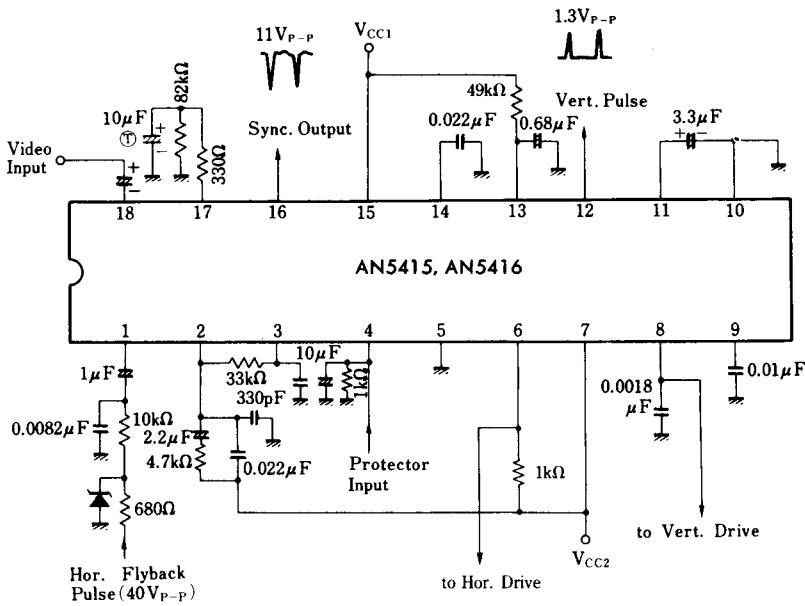 11V P-P
VCC1
1.3V P-P
82kΩ
10μF
T
+
−
330Ω
Video
Input
+
−
Sync. Output
49kΩ
0.022μF
0.68μF
Vert. Pulse
3.3μF
+ −
18 17 16 15 14 13 12 11 10
AN5415, AN5416
1 2 3 4 5 6 7 8 9
1μF
0.0082μF
10kΩ
680Ω
Hor. Flyback
Pulse (40V P-P)
33kΩ
330pF
2.2μF
4.7kΩ
0.022μF
10μF
1kΩ
Protector
Input
1kΩ
to Hor. Drive
VCC2
0.0018
μF
to Vert. Drive
0.01μF